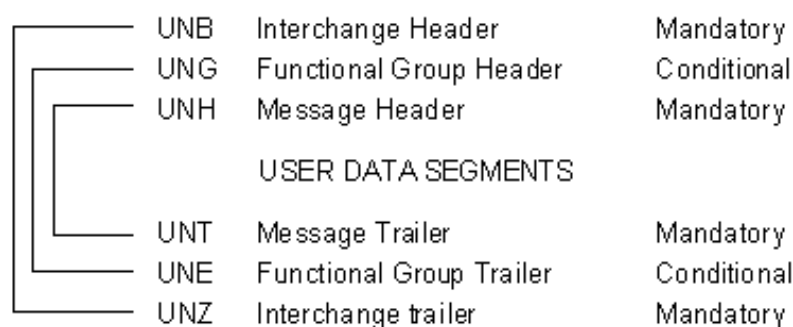 UNB Interchange Header Mandatory
UNG Functional Group Header Conditional
UNH Message Header Mandatory
USER DATA SEGMENTS
UNT Message Trailer Mandatory
UNE Functional Group Trailer Conditional
UNZ Interchange trailer Mandatory